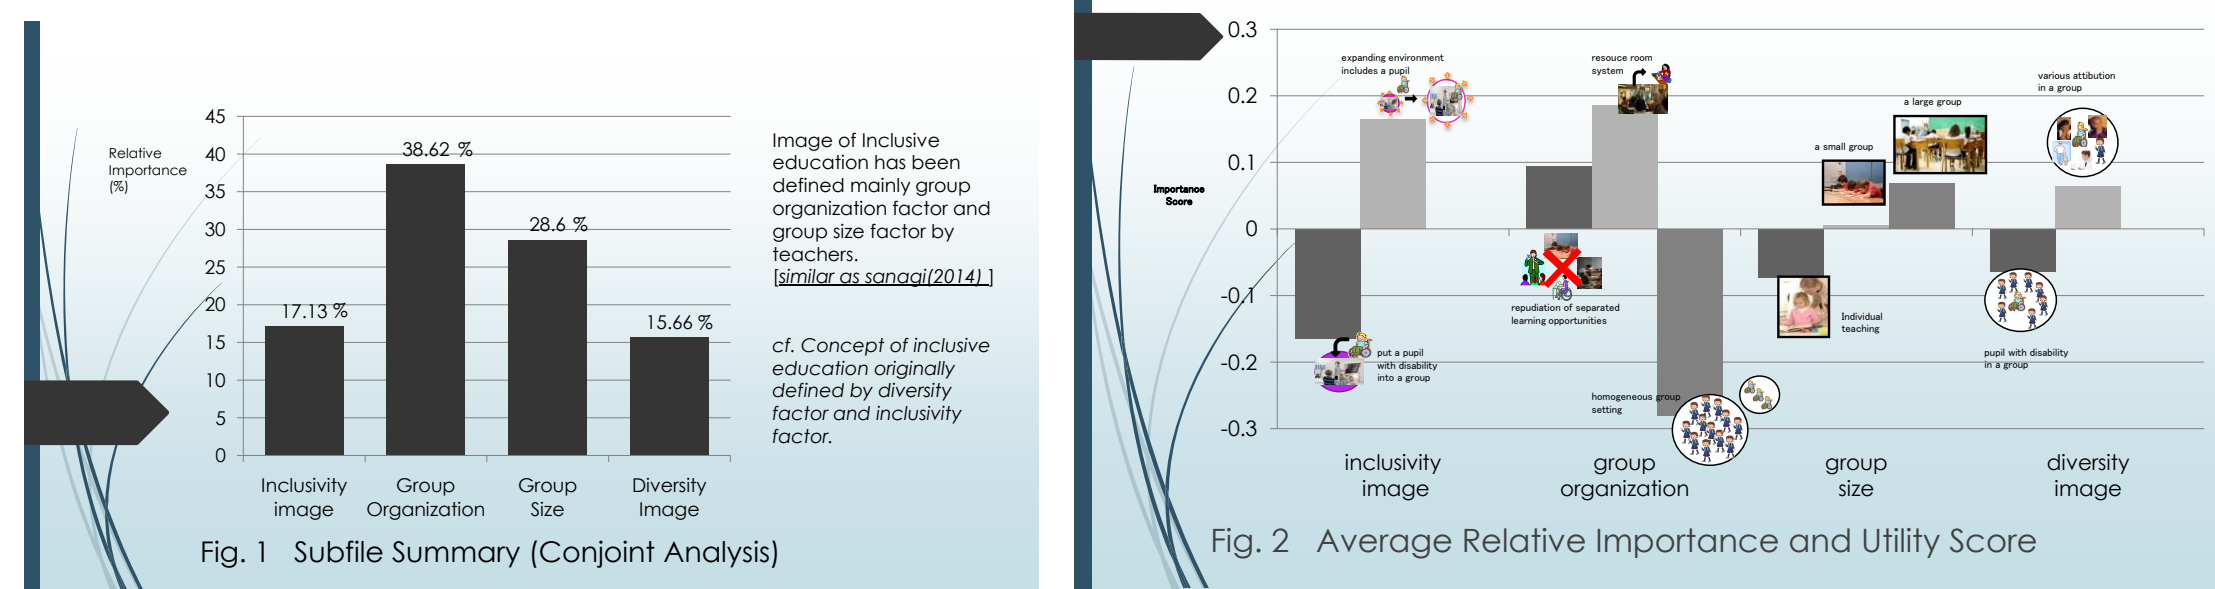 45
40
35
30
25
20
15
10
5
0
Relative
Importance
(%)
17.13 %
38.62 %
28.6 %
15.66 %
Inclusivity
image
Group
Organization
Group
Size
Diversity
Image
Fig. 1 Subfile Summary (Conjoint Analysis)
Image of Inclusive
education has been
defined mainly group
organization factor and
group size factor by
teachers.
[similar as sanagi(2014) ]
cf. Concept of inclusive
education originally
defined by diversity
factor and inclusivity
factor.
0.3
0.2
0.1
0
-0.1
-0.2
-0.3
Importance
Score
expanding environment
includes a pupil
resouce room
system
a small group
a large group
various attibution
in a group
put a pupil
with disability
into a group
repudiation of separated
learning opportunities
homogeneous group
setting
Individual
teaching
pupil with disability
in a group
inclusivity
image
group
organization
group
size
diversity
image
Fig. 2 Average Relative Importance and Utility Score